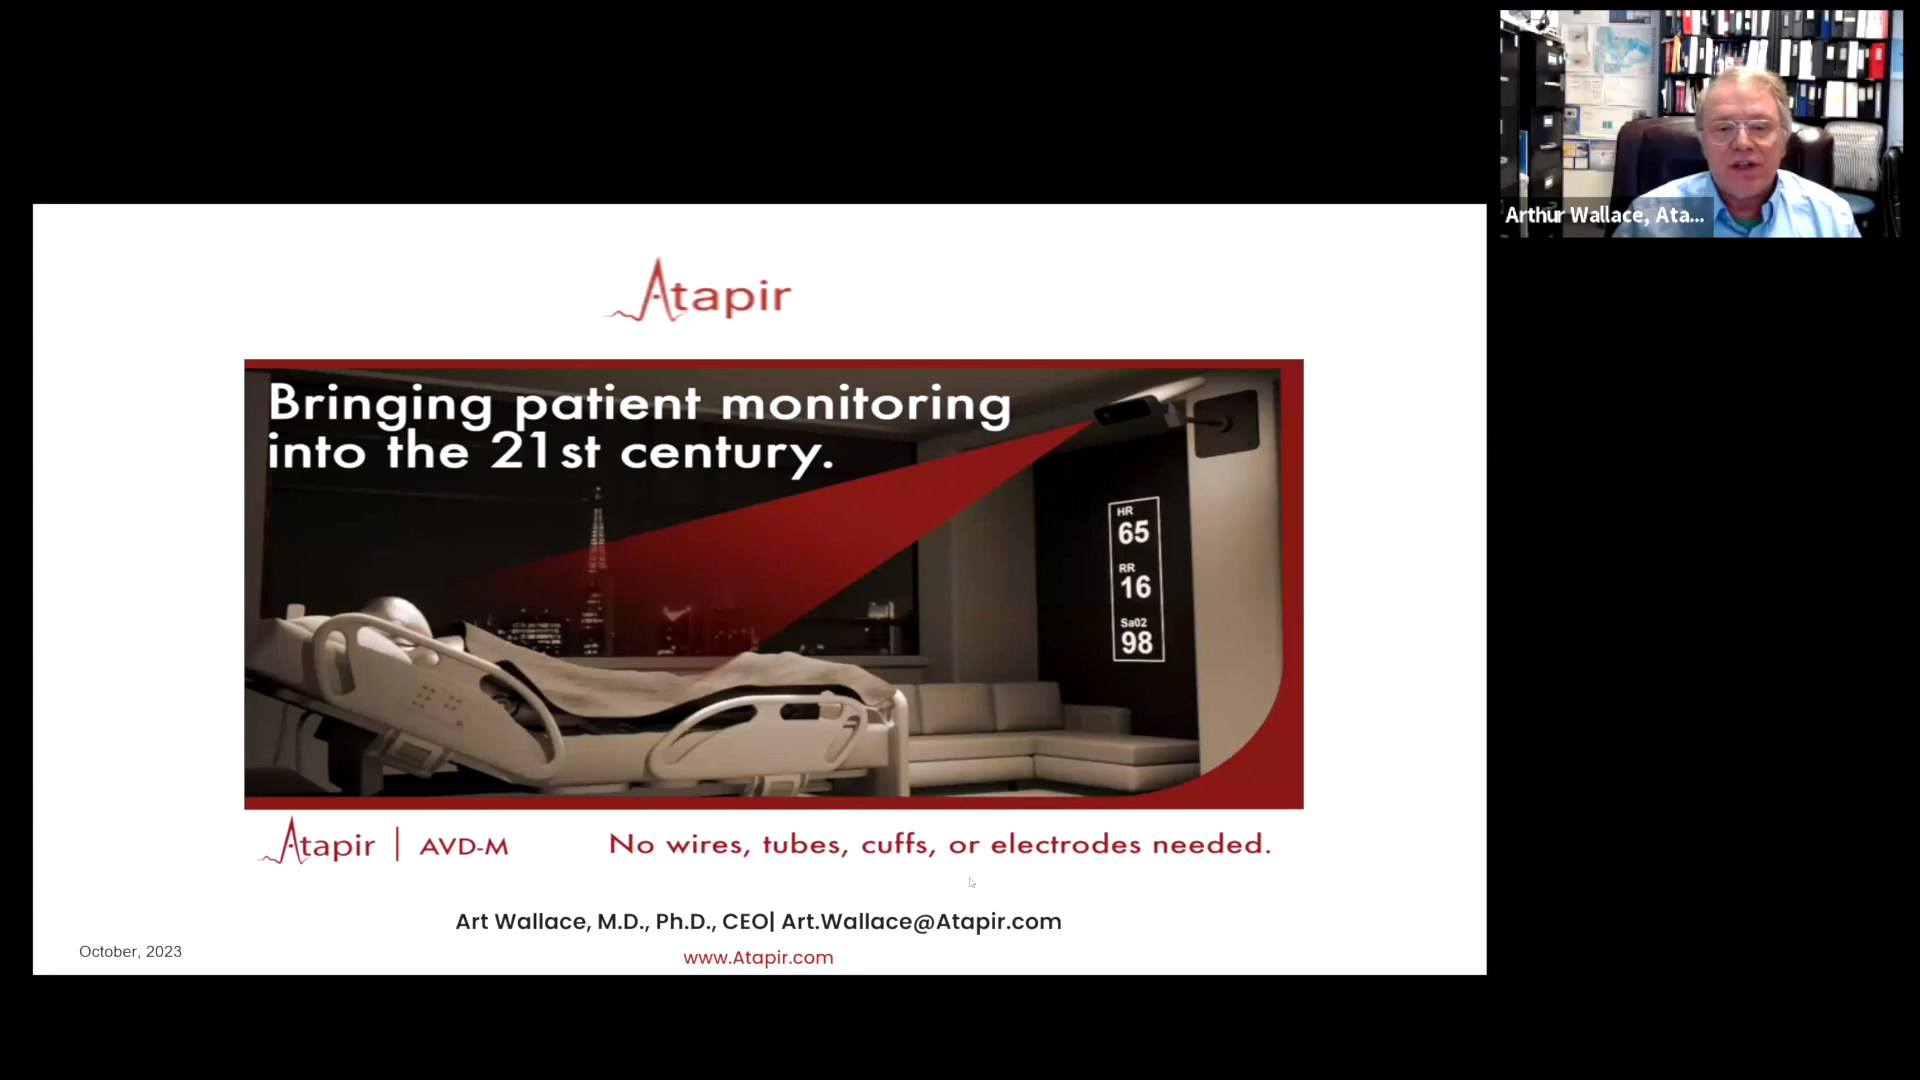 Arthur Wallace, Ata...
Atapir
Bringing patient monitoring
into the 21st century.
HR
65
RR
16
Sa02
98
Atapir | AVD-M
No wires, tubes, cuffs, or electrodes needed.
Art Wallace, M.D., Ph.D., CEO| Art.Wallace@Atapir.com
October, 2023
www.Atapir.com